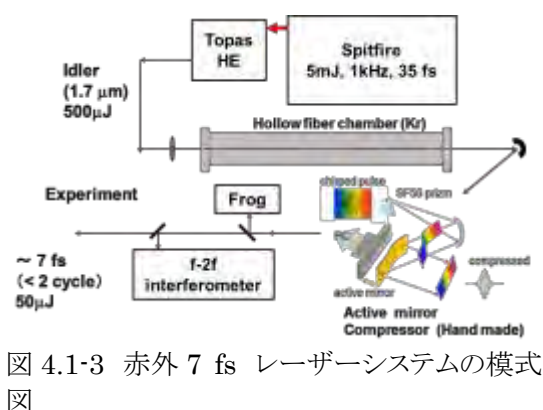 Topas
HE
Spitfire
5mJ, 1kHz, 35 fs
Idler
(1.7 μm)
500μJ
Hollow fiber chamber (Kr)
Experiment
Frog
chirped pulse
SF56 prizm
~ 7 fs
(< 2 cycle)
50μJ
f-2f
interferometer
active mirror
compressed
Active mirror
Compressor (Hand made)
図 4.1-3 赤外 7 fs レーザーシステムの模式
図